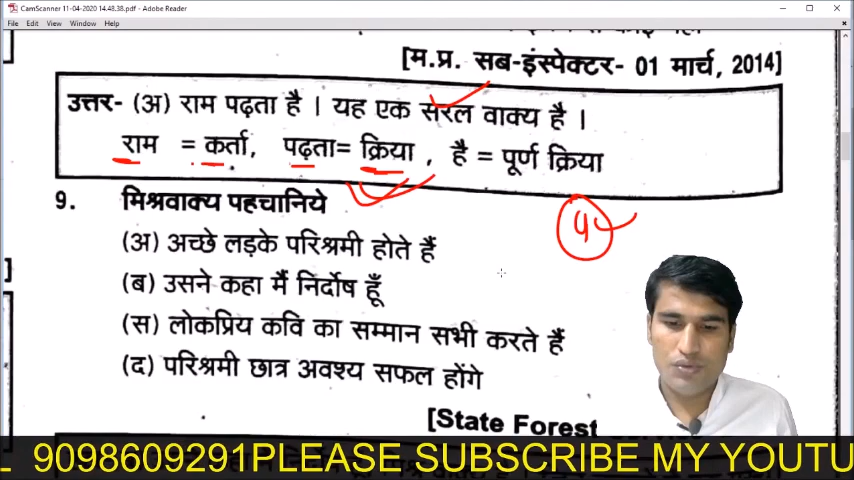 CamScanner 11-04-2020 14.48.38.pdf - Adobe Reader
File Edit View Window Help
[म.प्र. सब-इंस्पेक्टर- 01 मार्च, 2014]
उत्तर- (अ) राम पढ़ता है । यह एक सरल वाक्य है ।
राम = कर्ता, पढ़ता= क्रिया , है = पूर्ण क्रिया
9. मिश्रवाक्य पहचानिये
(अ) अच्छे लड़के परिश्रमी होते हैं
(ब) उसने कहा मैं निर्दोष हूँ
(स) लोकप्रिय कवि का सम्मान सभी करते हैं
(द) परिश्रमी छात्र अवश्य सफल होंगे
[State Forest
9098609291PLEASE SUBSCRIBE MY YOUTU